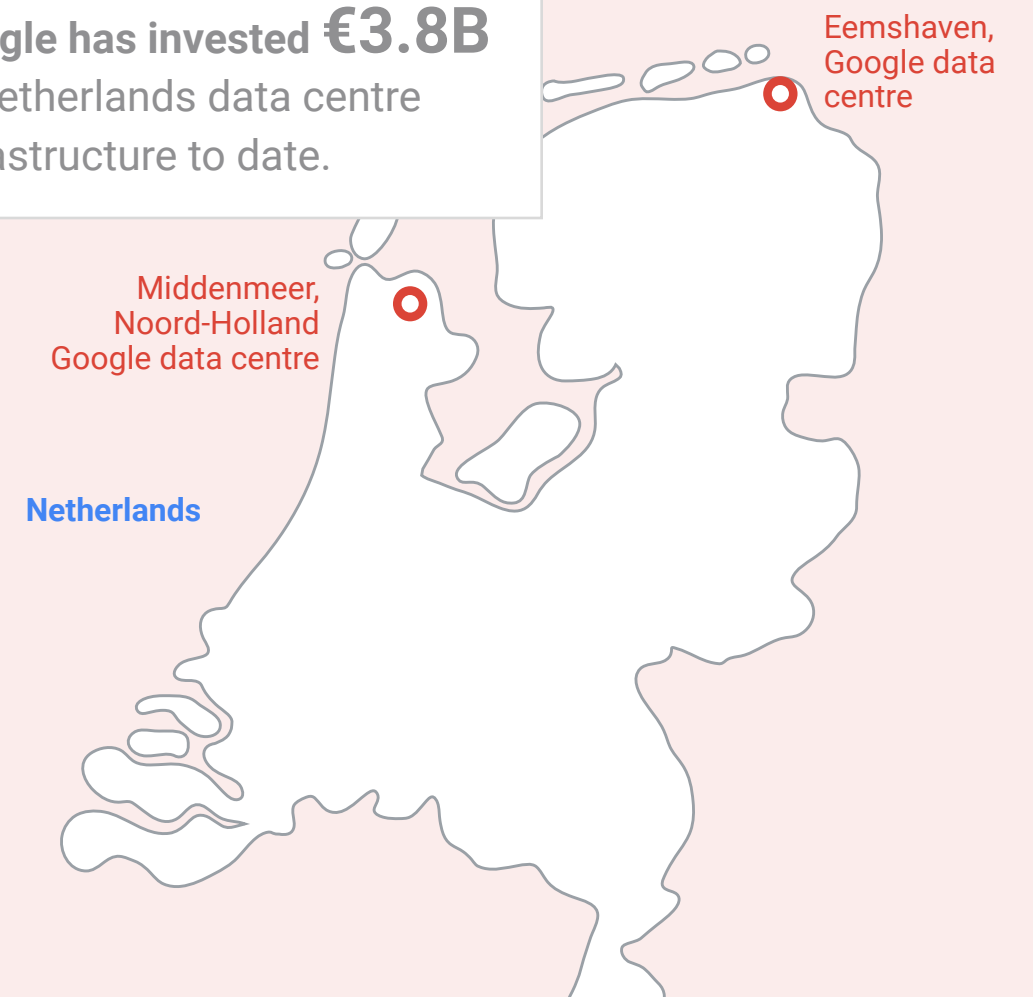 gle has invested €3.8B
etherlands data centre
astructure to date.
Eemshaven,
Google data
centre
Middenmeer,
Noord-Holland
Google data centre
Netherlands